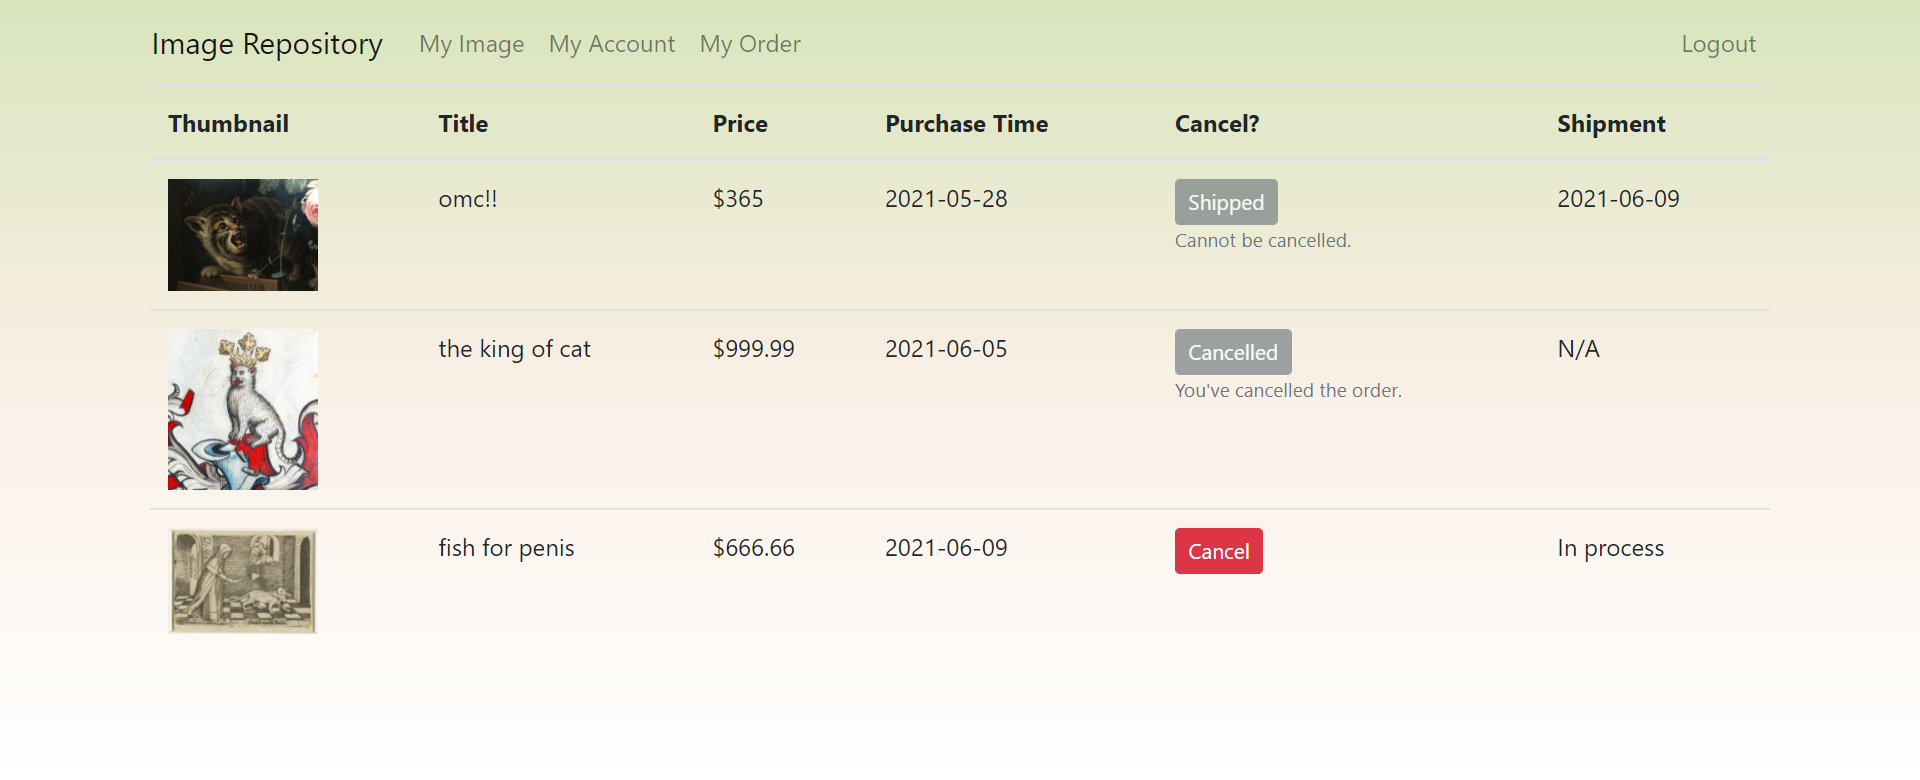 Image Repository My Image My Account My Order Logout
Thumbnail Title Price Purchase Time Cancel? Shipment
omc!! $365 2021-05-28 Shipped 2021-06-09
Cannot be cancelled.
the king of cat $999.99 2021-06-05 Cancelled N/A
You've cancelled the order.
fish for penis $666.66 2021-06-09 Cancel In process